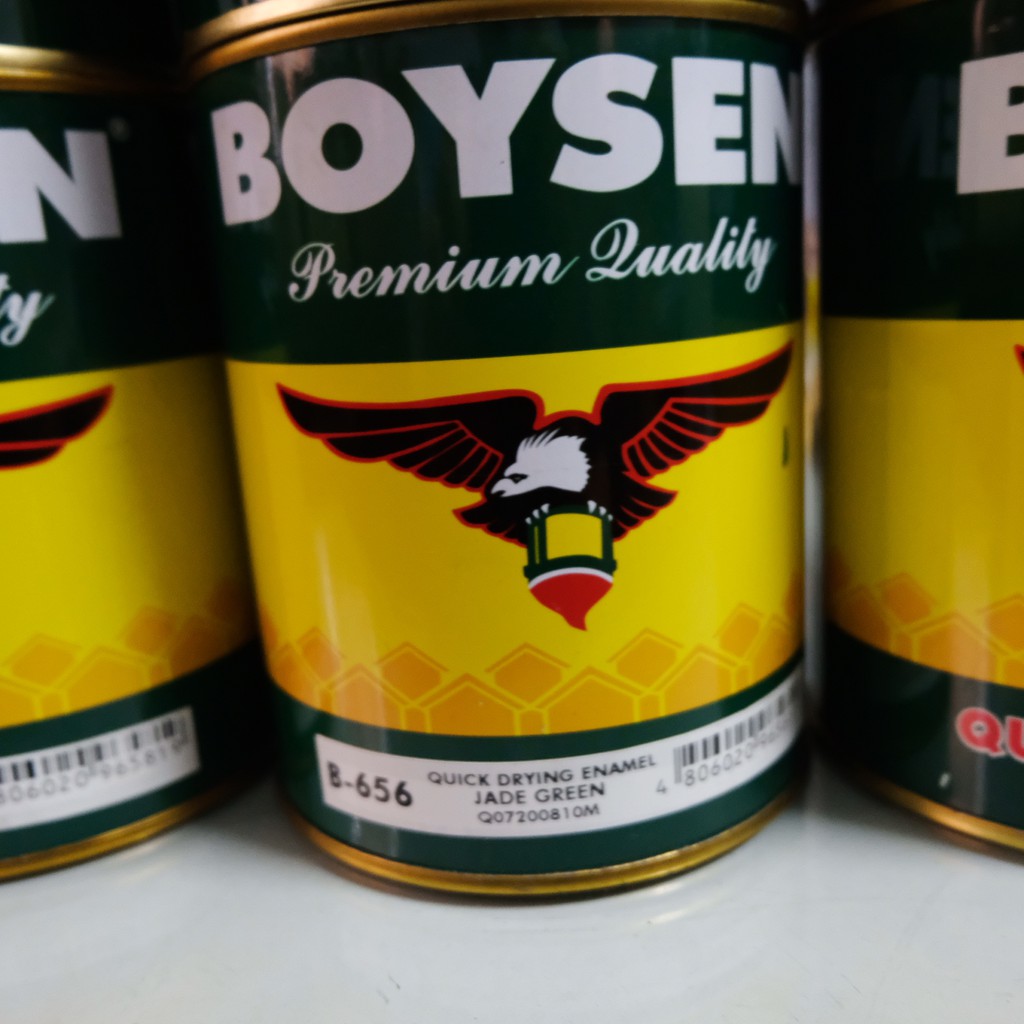 BOYSEN
Premium Quality
B-656
QUICK DRYING ENAMEL
JADE GREEN
Q07200810M